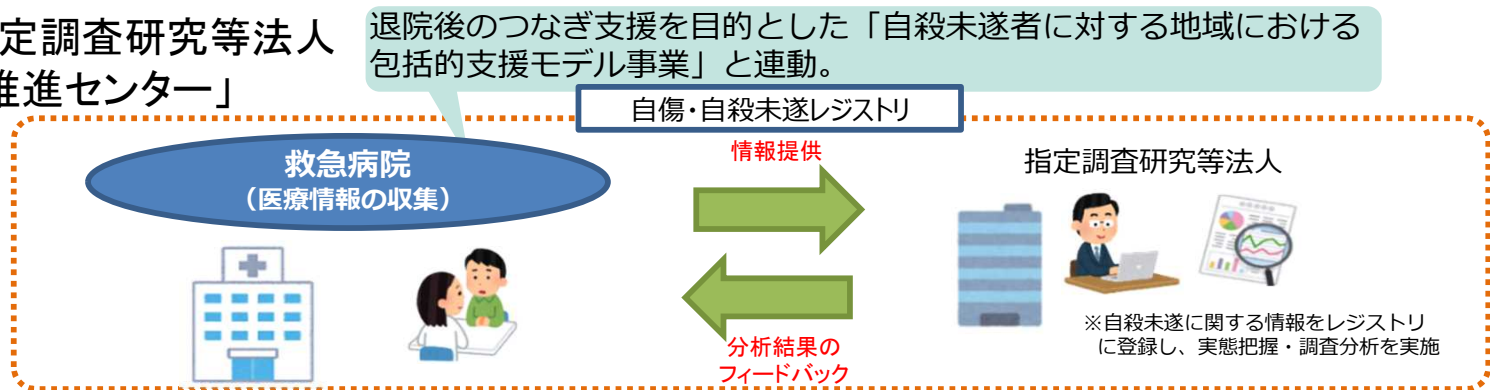 定調査研究等法人
推進センター」
退院後のつなぎ支援を目的とした「自殺未遂者に対する地域における
包括的支援モデル事業」と連動。
自傷・自殺未遂レジストリ
救急病院
（医療情報の収集）
情報提供
分析結果の
フィードバック
指定調査研究等法人
※自殺未遂に関する情報をレジストリ
に登録し、実態把握・調査分析を実施